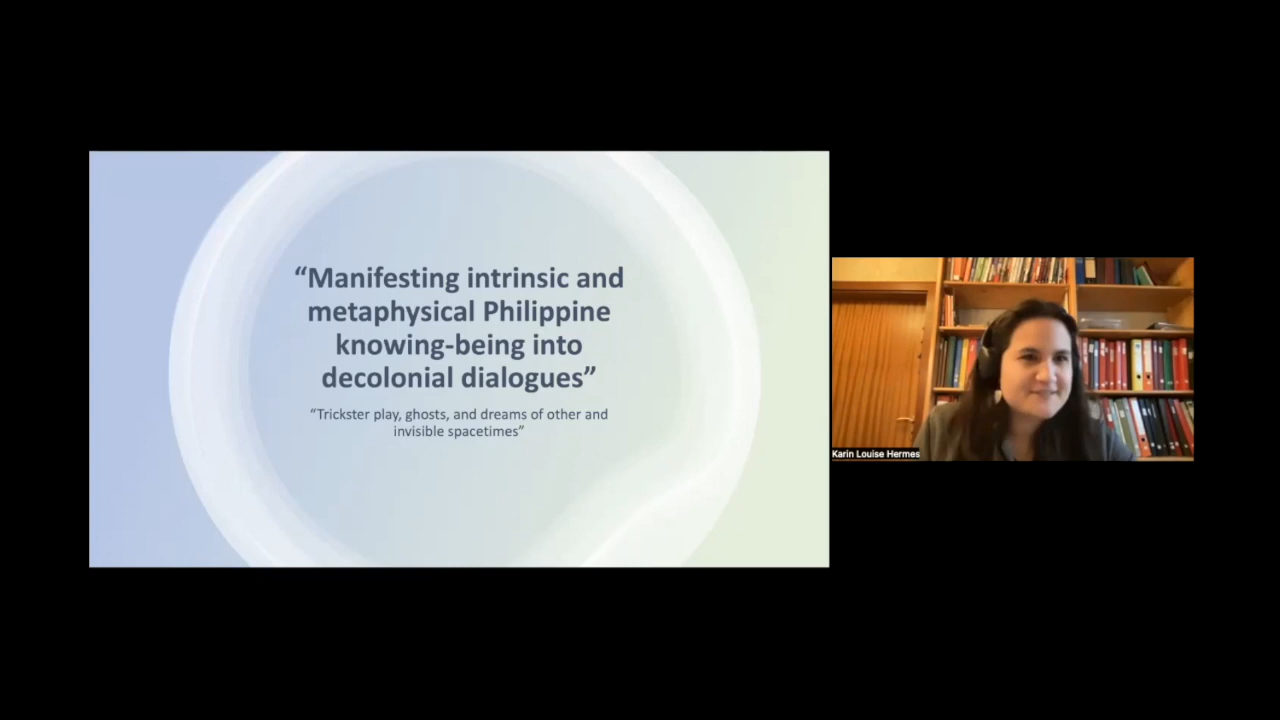 “Manifesting intrinsic and
metaphysical Philippine
knowing-being into
decolonial dialogues”
“Trickster play, ghosts, and dreams of other and
invisible spacetimes”
Karin Louise Hermes